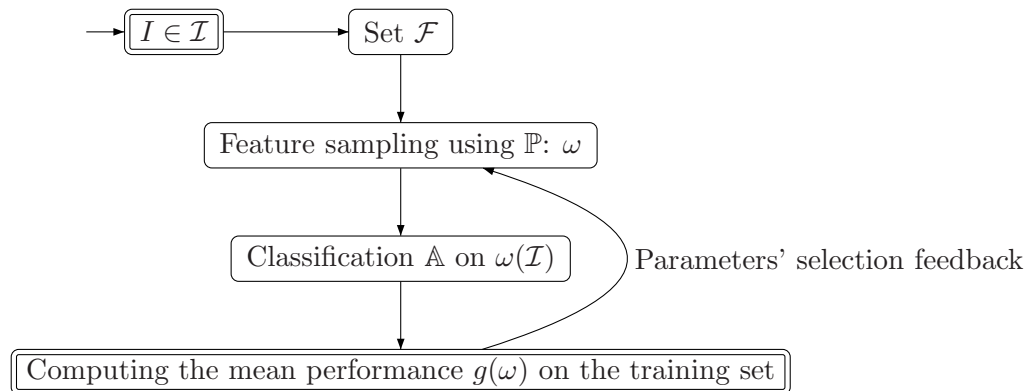 I ∈ 𝓘
Set 𝓕
Feature sampling using ℙ: ω
Classification 𝔸 on ω(𝓘)
Parameters' selection feedback
Computing the mean performance g(ω) on the training set